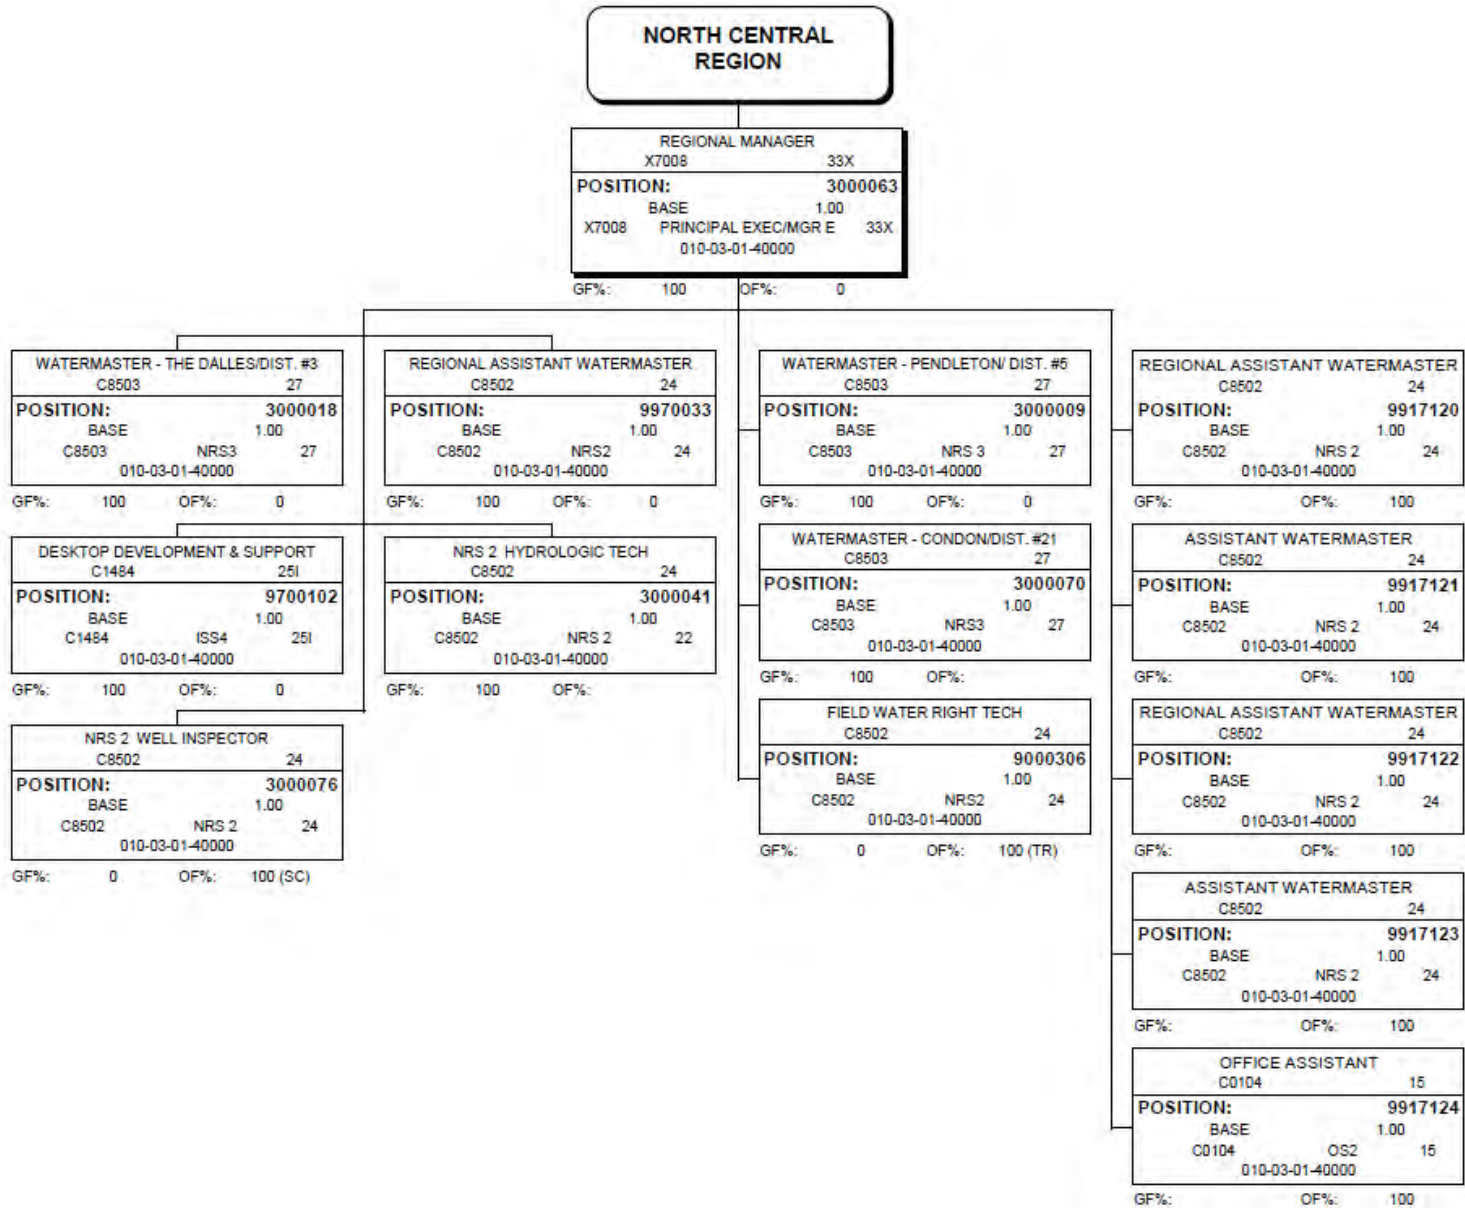 NORTH CENTRAL
REGION
REGIONAL MANAGER
X7008 33X
POSITION: 3000063
BASE 1.00
X7008 PRINCIPAL EXEC/MGR E 33X
010-03-01-40000
GF%: 100 OF%: 0
WATERMASTER - THE DALLES/DIST. #3
C8503 27
POSITION: 3000018
BASE 1.00
C8503 NRS3 27
010-03-01-40000
GF%: 100 OF%: 0
DESKTOP DEVELOPMENT & SUPPORT
C1484 25I
POSITION: 9700102
BASE 1.00
C1484 ISS4 25I
010-03-01-40000
GF%: 100 OF%: 0
NRS 2 WELL INSPECTOR
C8502 24
POSITION: 3000076
BASE 1.00
C8502 NRS 2 24
010-03-01-40000
GF%: 0 OF%: 100 (SC)
REGIONAL ASSISTANT WATERMASTER
C8502 24
POSITION: 9970033
BASE 1.00
C8502 NRS2 24
010-03-01-40000
GF%: 100 OF%: 0
NRS 2 HYDROLOGIC TECH
C8502 24
POSITION: 3000041
BASE 1.00
C8502 NRS 2 22
010-03-01-40000
GF%: 100 OF%:
WATERMASTER - PENDLETON/ DIST. #5
C8503 27
POSITION: 3000009
BASE 1.00
C8503 NRS 3 27
010-03-01-40000
GF%: 100 OF%: 0
WATERMASTER - CONDON/DIST. #21
C8503 27
POSITION: 3000070
BASE 1.00
C8503 NRS3 27
010-03-01-40000
GF%: 100 OF%:
FIELD WATER RIGHT TECH
C8502 24
POSITION: 9000306
BASE 1.00
C8502 NRS2 24
010-03-01-40000
GF%: 0 OF%: 100 (TR)
REGIONAL ASSISTANT WATERMASTER
C8502 24
POSITION: 9917120
BASE 1.00
C8502 NRS 2 24
010-03-01-40000
GF%: OF%: 100
ASSISTANT WATERMASTER
C8502 24
POSITION: 9917121
BASE 1.00
C8502 NRS 2 24
010-03-01-40000
GF%: OF%: 100
REGIONAL ASSISTANT WATERMASTER
C8502 24
POSITION: 9917122
BASE 1.00
C8502 NRS 2 24
010-03-01-40000
GF%: OF%: 100
ASSISTANT WATERMASTER
C8502 24
POSITION: 9917123
BASE 1.00
C8502 NRS 2 24
010-03-01-40000
GF%: OF%: 100
OFFICE ASSISTANT
C0104 15
POSITION: 9917124
BASE 1.00
C0104 OS2 15
010-03-01-40000
GF%: OF%: 100